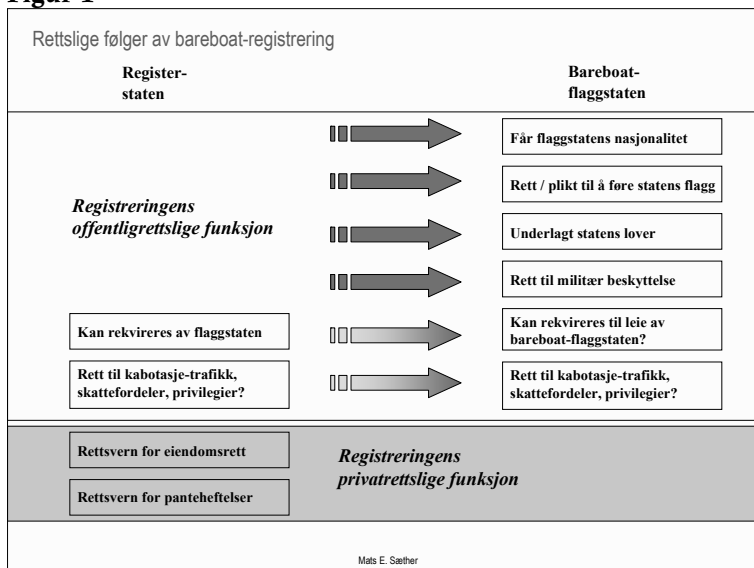 Figur 1
Rettslige følger av bareboat-registrering
Register-
staten
Bareboat-
flaggstaten
Registreringens
offentligrettslige funksjon
Får flaggstatens nasjonalitet
Rett / plikt til å føre statens flagg
Underlagt statens lover
Rett til militær beskyttelse
Kan rekvireres av flaggstaten
Kan rekvireres til leie av
bareboat-flaggstaten?
Rett til kabotasje-trafikk,
skattefordeler, privilegier?
Rett til kabotasje-trafikk,
skattefordeler, privilegier?
Rettsvern for eiendomsrett
Rettsvern for panteheftelser
Registreringens
privatrettslige funksjon
Mats E. Sæther